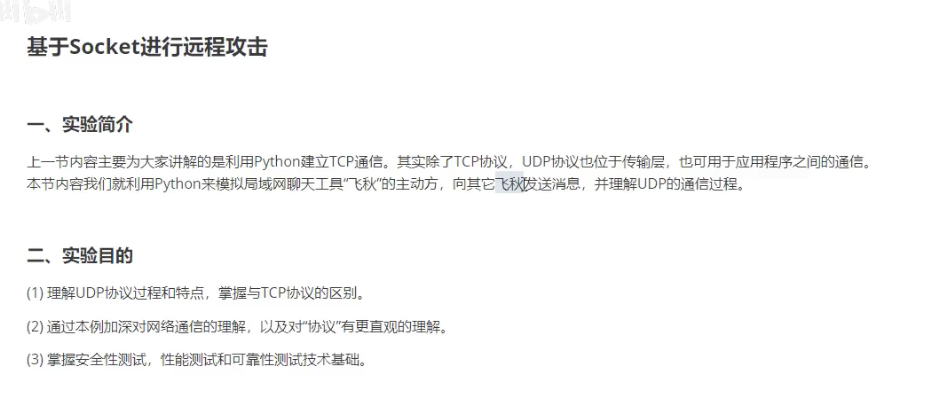 基于Socket进行远程攻击
一、实验简介
上一节内容主要为大家讲解的是利用Python建立TCP通信。其实除了TCP协议，UDP协议也位于传输层，也可用于应用程序之间的通信。
本节内容我们就利用Python来模拟局域网聊天工具“飞秋”的主动方，向其它飞秋发送消息，并理解UDP的通信过程。
二、实验目的
(1) 理解UDP协议过程和特点，掌握与TCP协议的区别。
(2) 通过本例加深对网络通信的理解，以及对“协议”有更直观的理解。
(3) 掌握安全性测试，性能测试和可靠性测试技术基础。